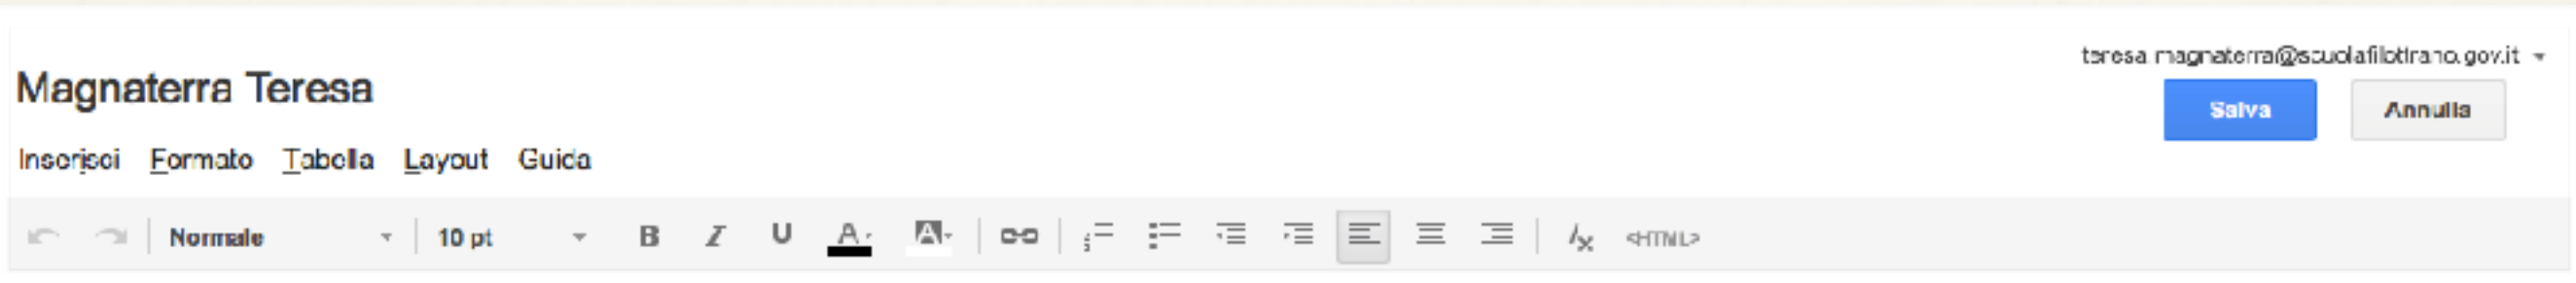 teresa.magnaterra@scuolafilottrano.gov.it
Magnaterra Teresa
Salva Annulla
Inserisci Formato Tabella Layout Guida
Normale 10 pt B I U A A <HTML>